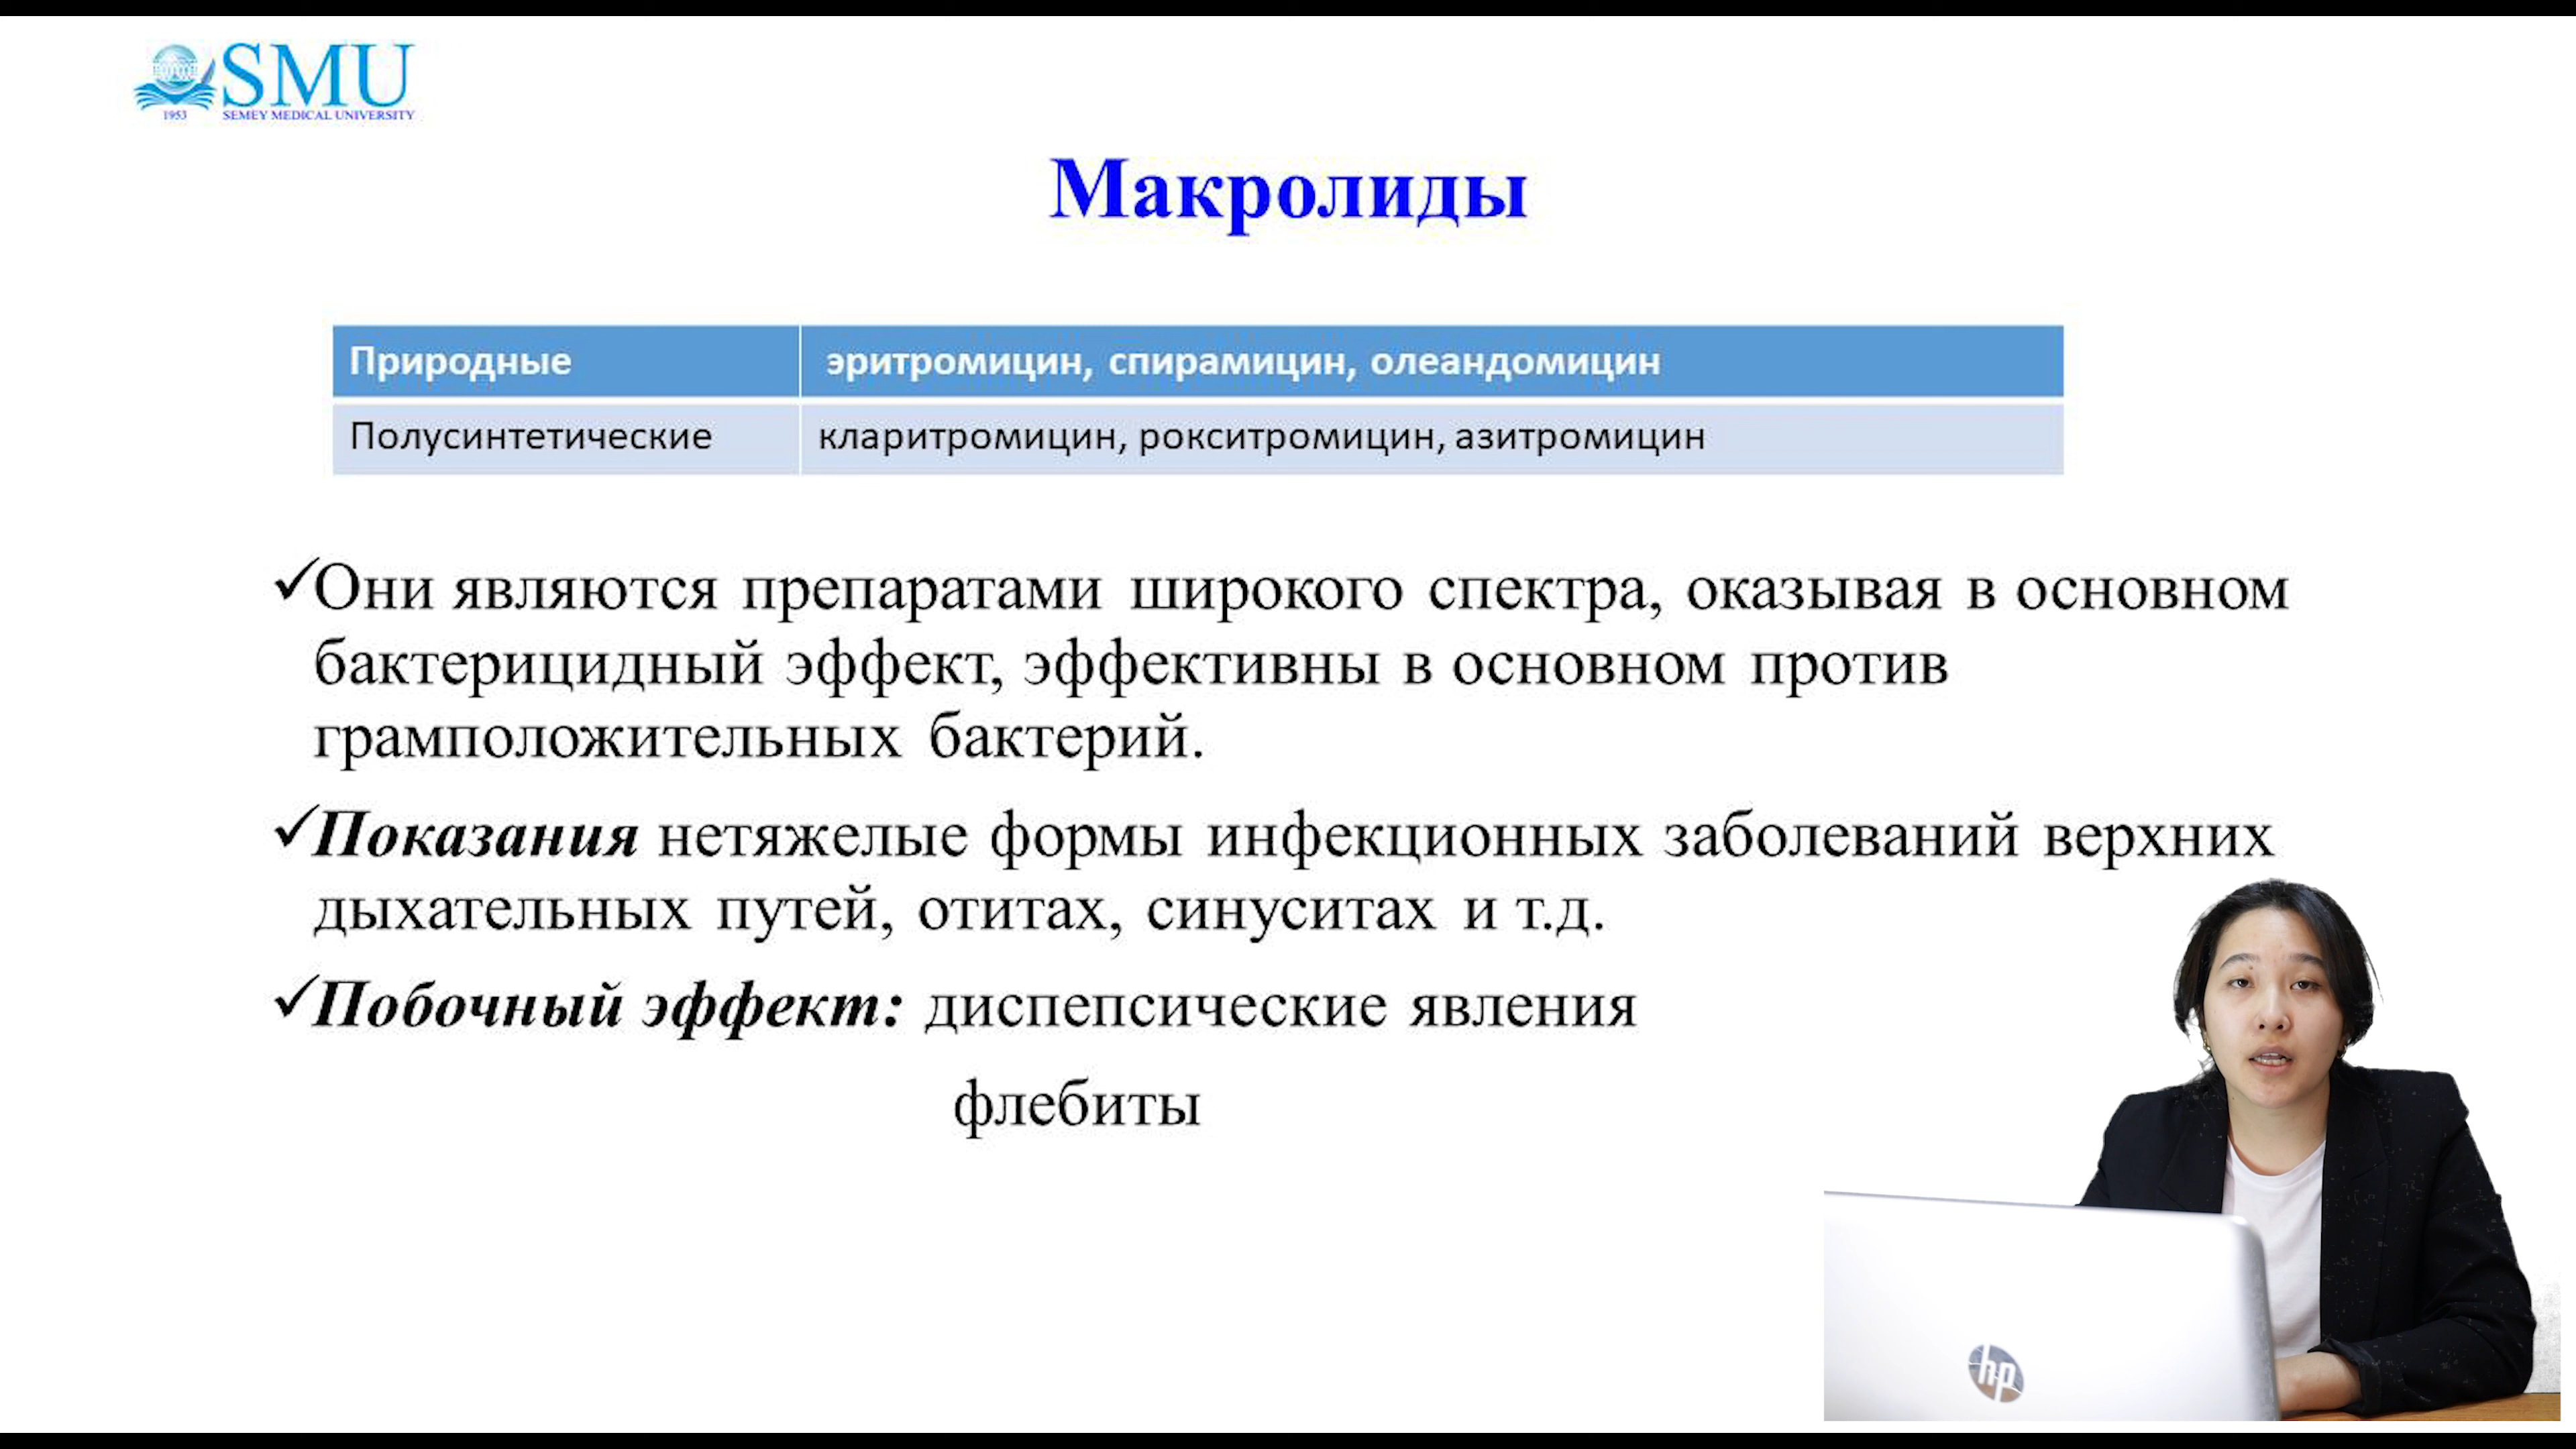 SMU
1953 SEMEY MEDICAL UNIVERSITY
Макролиды
Природные эритромицин, спирамицин, олеандомицин
Полусинтетические кларитромицин, рокситромицин, азитромицин
✓Они являются препаратами широкого спектра, оказывая в основном
бактерицидный эффект, эффективны в основном против
грамположительных бактерий.
✓Показания нетяжелые формы инфекционных заболеваний верхних
дыхательных путей, отитах, синуситах и т.д.
✓Побочный эффект: диспепсические явления
флебиты
hp